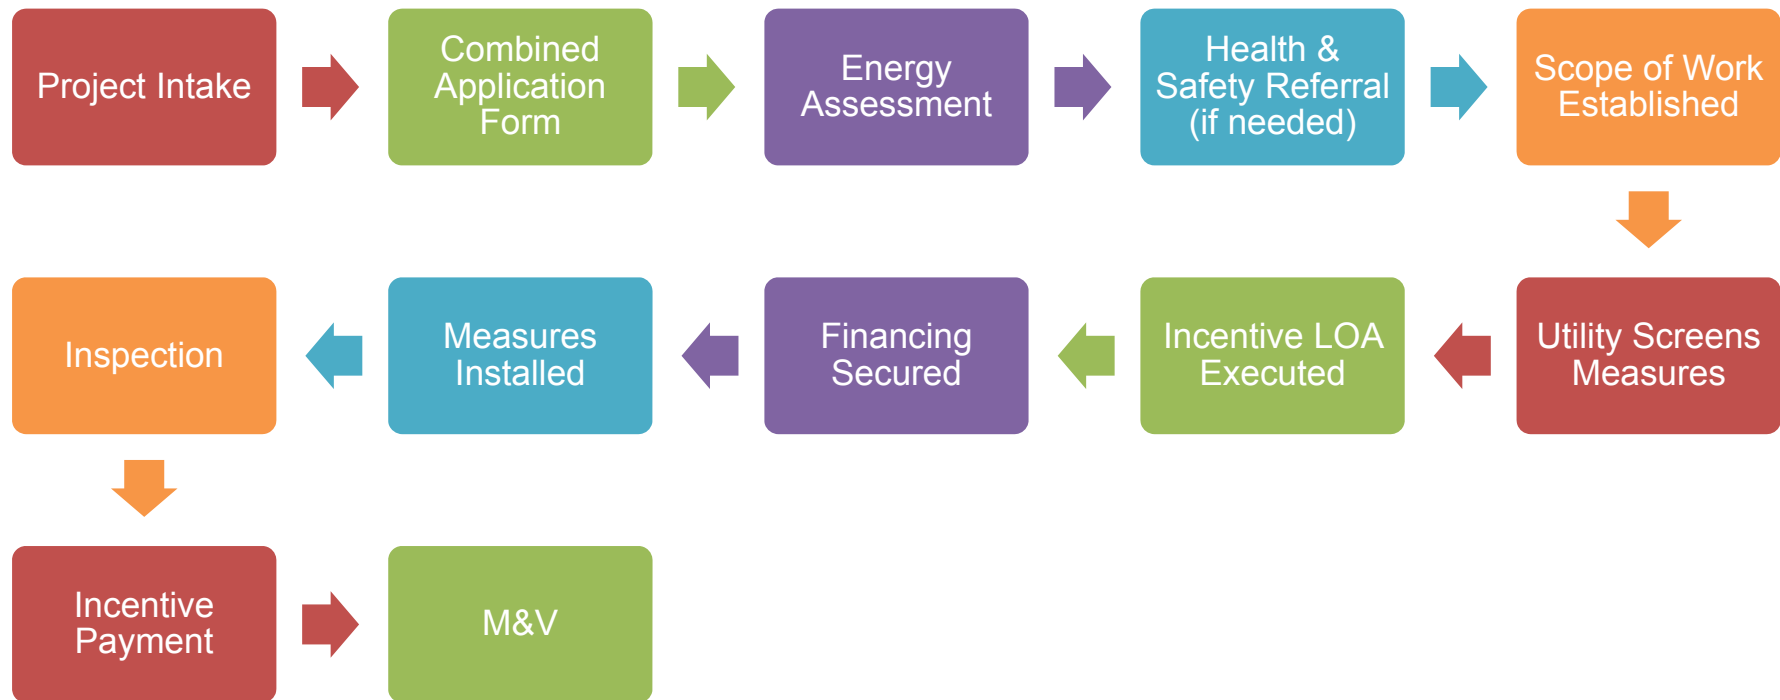 Project Intake
Combined
Application
Form
Energy
Assessment
Health &
Safety Referral
(if needed)
Scope of Work
Established
Utility Screens
Measures
Incentive LOA
Executed
Financing
Secured
Measures
Installed
Inspection
Incentive
Payment
M&V